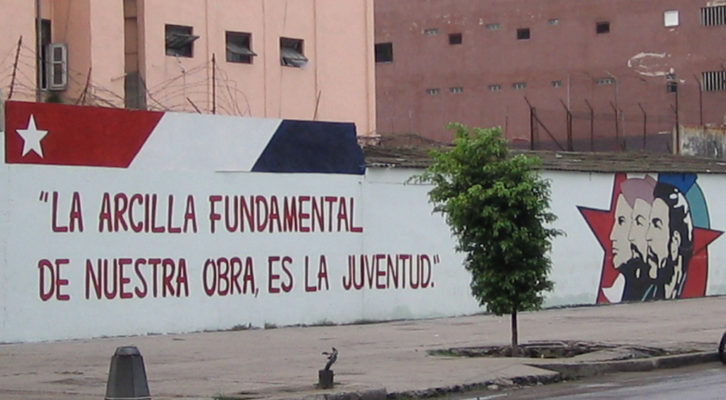 "LA ARCILLA FUNDAMENTAL
DE NUESTRA OBRA, ES LA JUVENTUD."